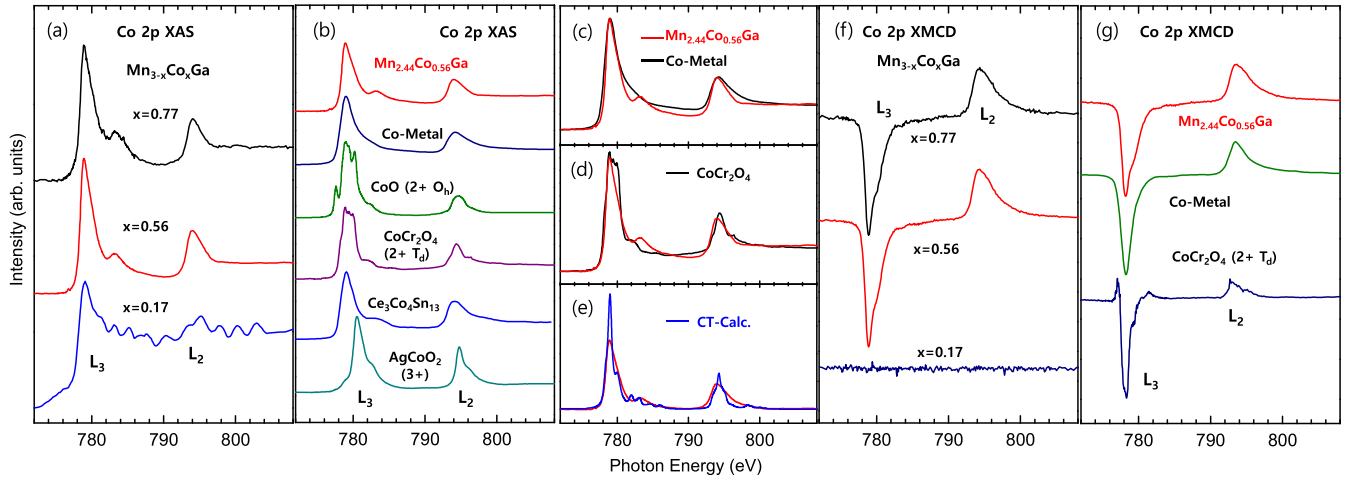 Intensity (arb. units)
(a)
Co 2p XAS
Mn3-xCoxGa
x=0.77
x=0.56
x=0.17
L3
L2
780
790
800
(b)
Co 2p XAS
Mn2.44Co0.56Ga
Co-Metal
CoO (2+ Oh)
CoCr2O4
(2+ Td)
Ce3Co4Sn13
AgCoO2
(3+)
L3
L2
780
790
800
(c)
Mn2.44Co0.56Ga
Co-Metal
(d)
CoCr2O4
(e)
CT-Calc.
780
790
800
(f)
Co 2p XMCD
Mn3-xCoxGa
L3
L2
x=0.77
x=0.56
x=0.17
780
790
800
(g)
Co 2p XMCD
Mn2.44Co0.56Ga
Co-Metal
CoCr2O4 (2+ Td)
L2
L3
780
790
800
Photon Energy (eV)